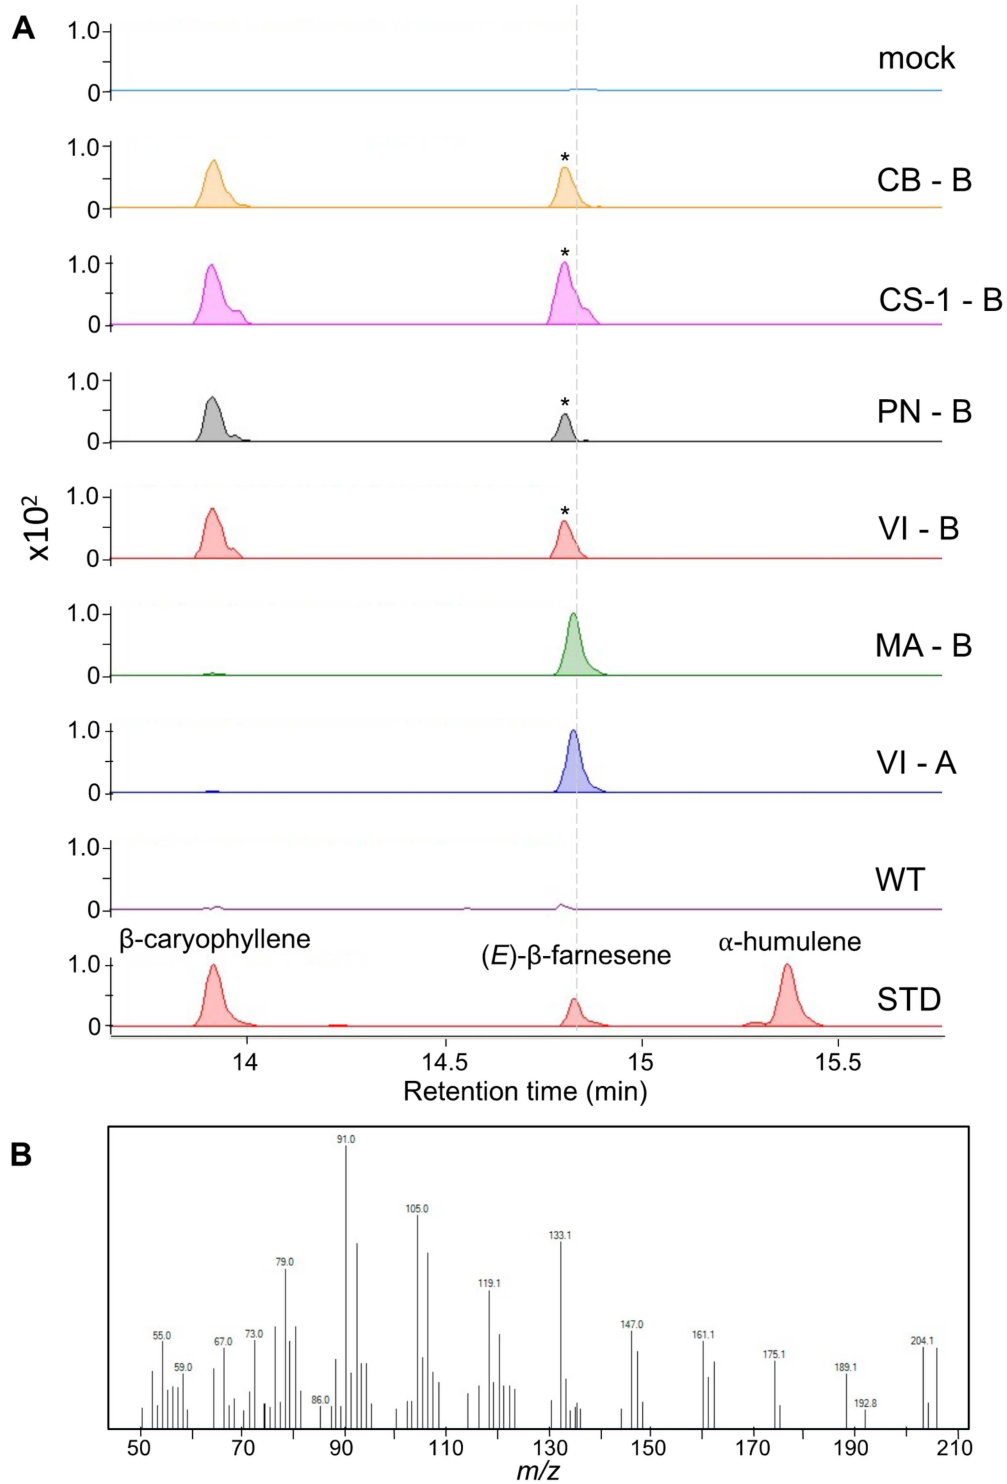 A
1.0
0
mock
1.0
0
*
CB - B
1.0
0
*
CS-1 - B
1.0
0
*
PN - B
x10²
1.0
0
*
VI - B
1.0
0
MA - B
1.0
0
VI - A
1.0
0
WT
β-caryophyllene
(E)-β-farnesene
α-humulene
1.0
0
STD
14 14.5 15 15.5
Retention time (min)
B
91.0
105.0
133.1
79.0
119.1
55.0 67.0 73.0 147.0 161.1 204.1
59.0 175.1 189.1
86.0 192.8
50 70 90 110 130 150 170 190 210
m/z